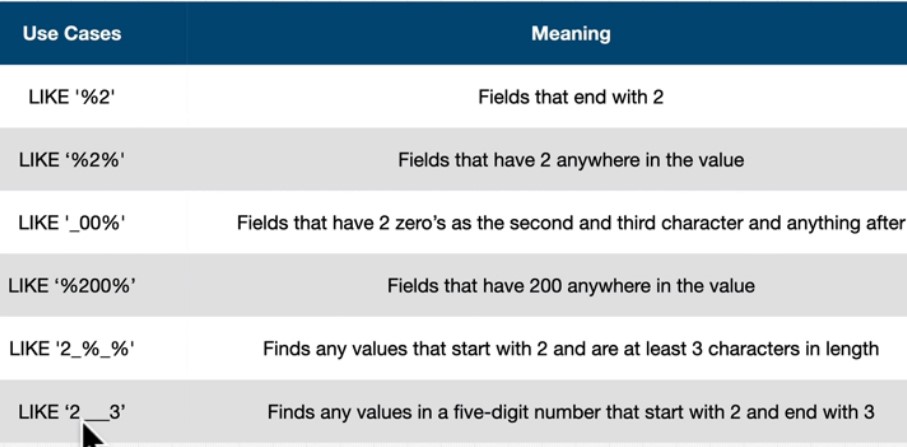 Use Cases Meaning
LIKE '%2' Fields that end with 2
LIKE ‘%2%' Fields that have 2 anywhere in the value
LIKE '_00%' Fields that have 2 zero’s as the second and third character and anything after
LIKE ‘%200%’ Fields that have 200 anywhere in the value
LIKE '2_%_%' Finds any values that start with 2 and are at least 3 characters in length
LIKE ‘2___3’ Finds any values in a five-digit number that start with 2 and end with 3